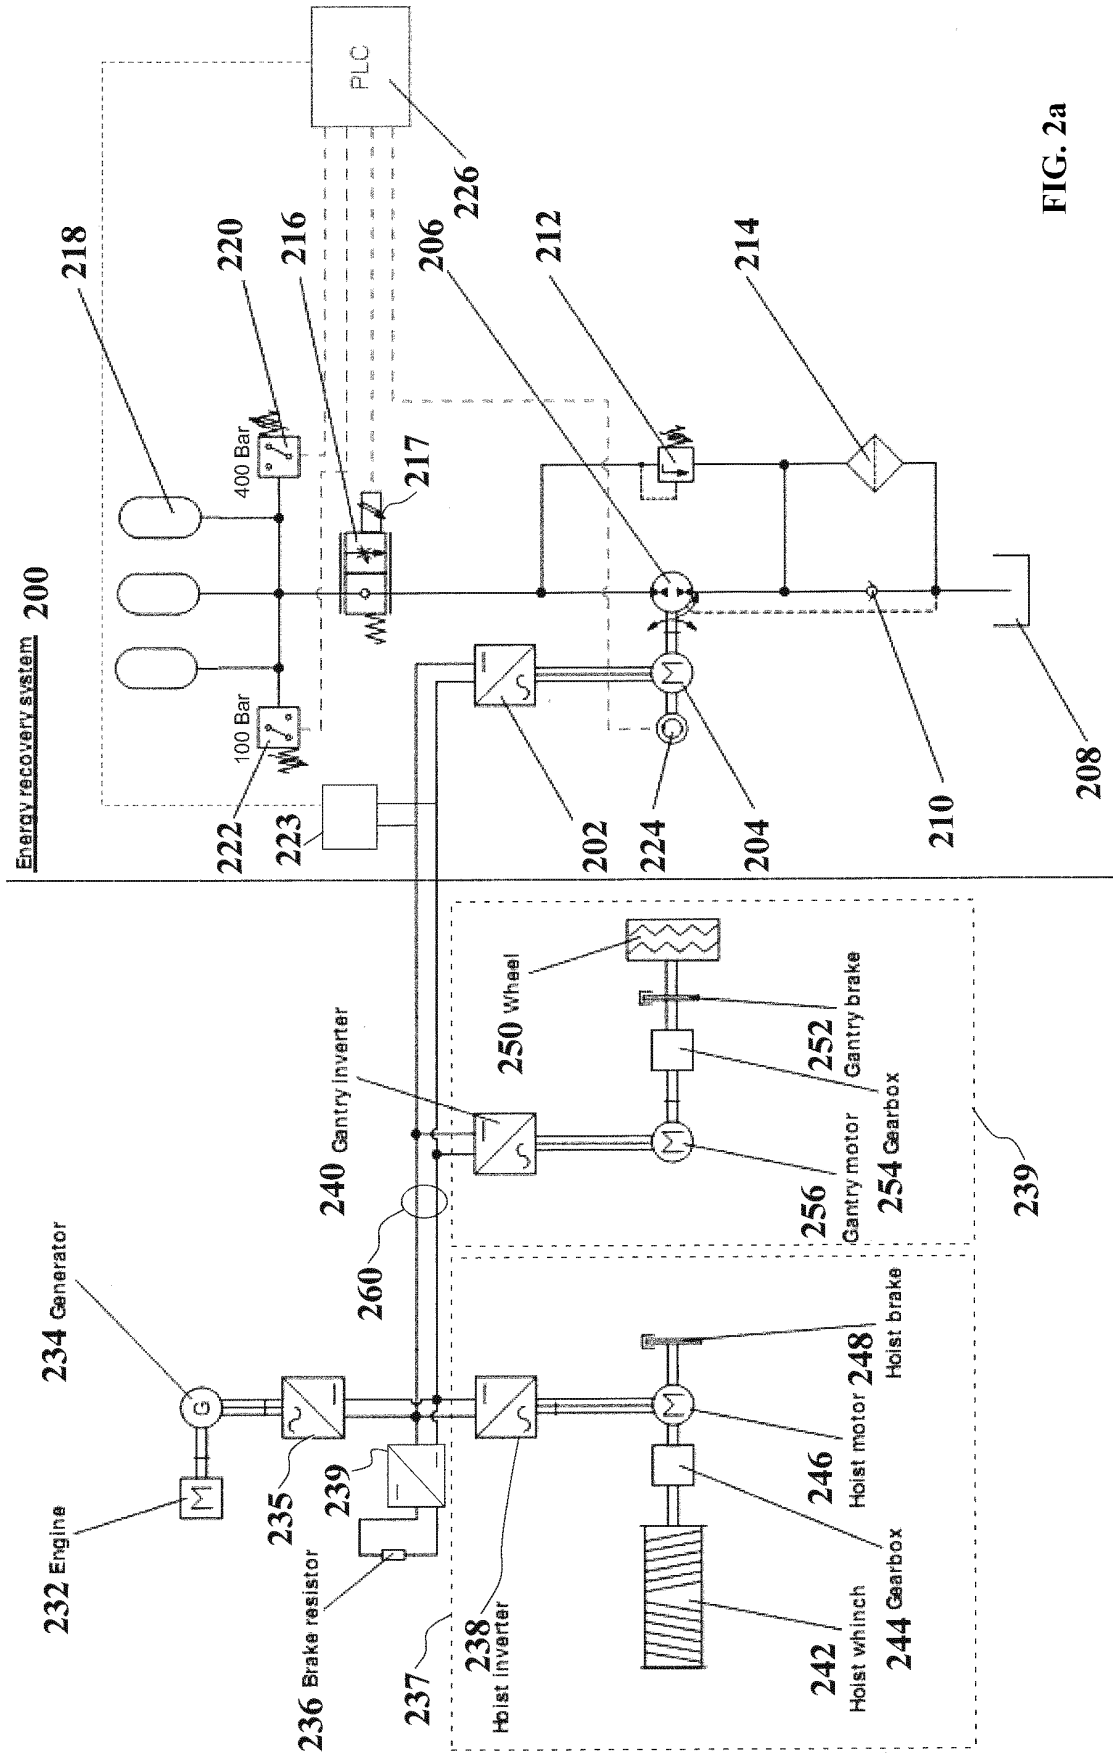 Energy recovery system 200
232 Engine
234 Generator
M
G
235
236 Brake resistor
239
237
238
Hoist inverter
260
240 Gantry inverter
242
Hoist whinch
244 Gearbox
246
Hoist motor
248
Hoist brake
M
250 Wheel
252
Gantry brake
254 Gearbox
256
Gantry motor
M
239
222
100 Bar
223
400 Bar
218
220
216
217
PLC
226
202
224
204
M
206
212
214
210
208
FIG. 2a